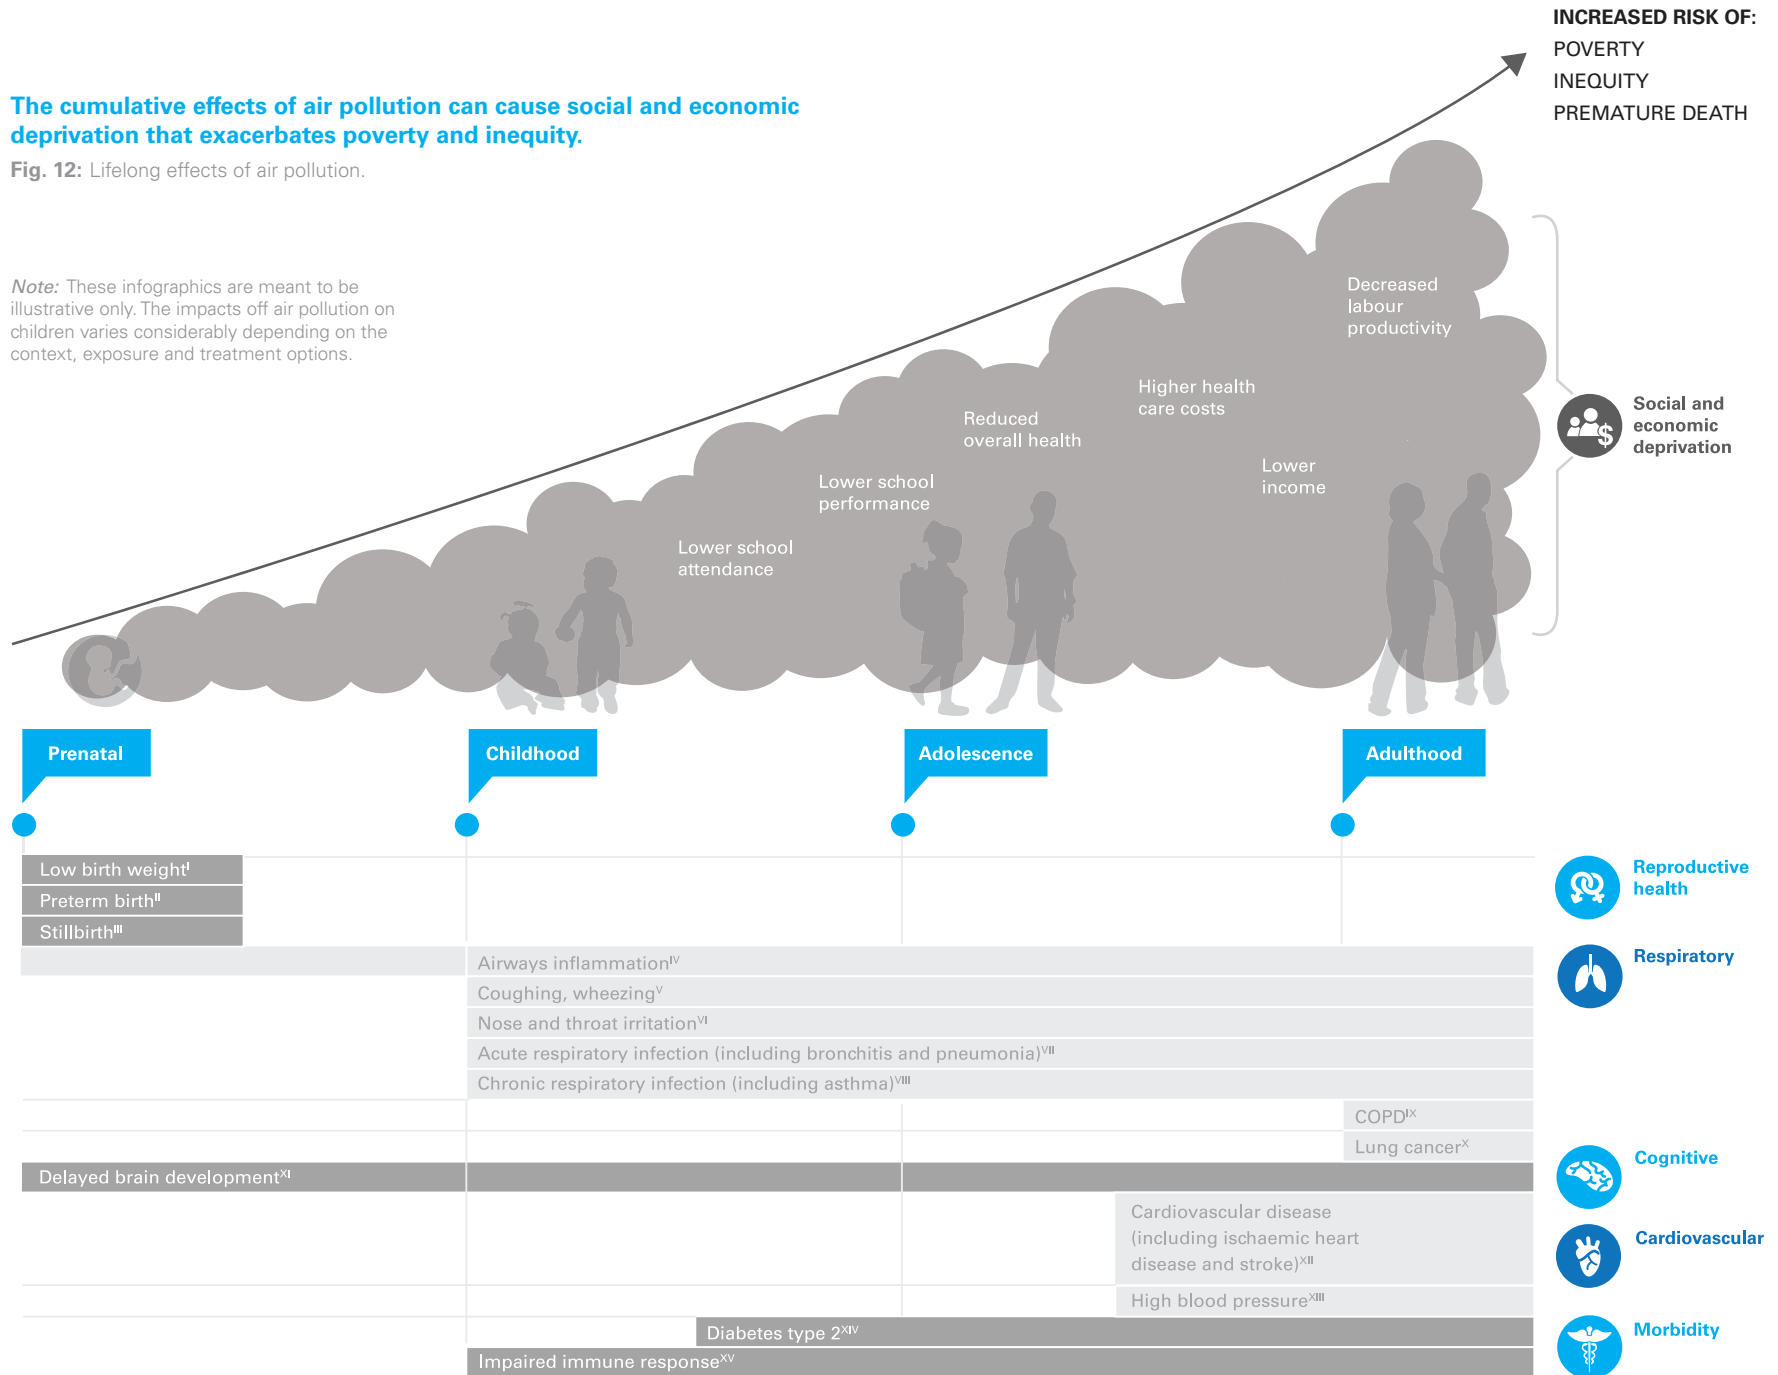 INCREASED RISK OF:
POVERTY
INEQUITY
PREMATURE DEATH
The cumulative effects of air pollution can cause social and economic
deprivation that exacerbates poverty and inequity.
Fig. 12: Lifelong effects of air pollution.
Note: These infographics are meant to be
illustrative only. The impacts off air pollution on
children varies considerably depending on the
context, exposure and treatment options.
Decreased
labour
productivity
Higher health
care costs
Reduced
overall health
Lower
income
Lower school
performance
Lower school
attendance
Social and
economic
deprivation
Prenatal
Childhood
Adolescence
Adulthood
Low birth weightI
Preterm birthII
StillbirthIII
Reproductive
health
Airways inflammationIV
Coughing, wheezingV
Nose and throat irritationVI
Acute respiratory infection (including bronchitis and pneumonia)VII
Chronic respiratory infection (including asthma)VIII
COPDIX
Lung cancerX
Respiratory
Delayed brain developmentXI
Cognitive
Cardiovascular disease
(including ischaemic heart
disease and stroke)XII
High blood pressureXIII
Cardiovascular
Diabetes type 2XIV
Impaired immune responseXV
Morbidity